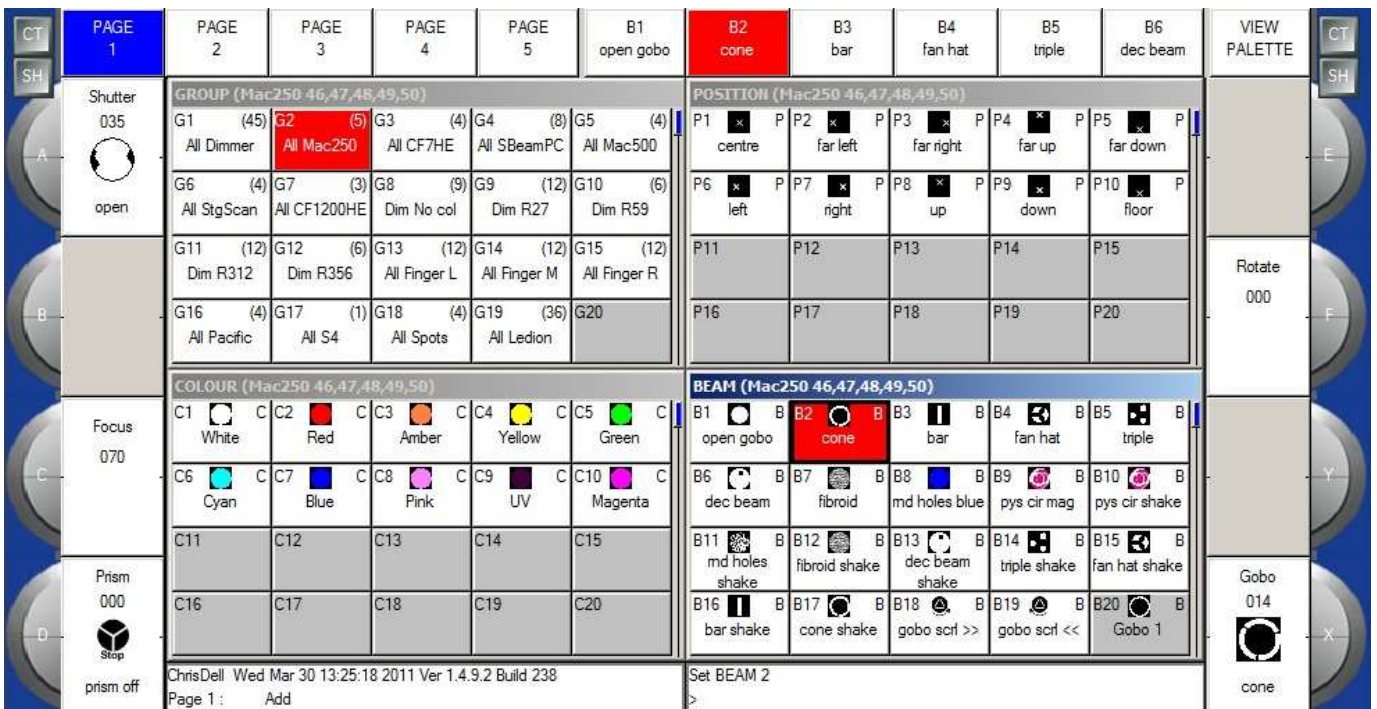 CT
SH
PAGE
1
PAGE
2
PAGE
3
PAGE
4
PAGE
5
B1
open gobo
B2
cone
B3
bar
B4
fan hat
B5
triple
B6
dec beam
VIEW
PALETTE
CT
SH
Shutter
035
A
open
B
Focus
070
C
Prism
000
D
Stop
prism off
GROUP (Mac250 46,47,48,49,50)
G1 (45) G2 (5) G3 (4) G4 (8) G5 (4)
All Dimmer All Mac250 All CF7HE All SBeamPC All Mac500
G6 (4) G7 (3) G8 (9) G9 (12) G10 (6)
All StgScan All CF1200HE Dim No col Dim R27 Dim R59
G11 (12) G12 (6) G13 (12) G14 (12) G15 (12)
Dim R312 Dim R356 All Finger L All Finger M All Finger R
G16 (4) G17 (1) G18 (4) G19 (36) G20
All Pacific All S4 All Spots All Ledion
POSITION (Mac250 46,47,48,49,50)
P1 P P2 P P3 P P4 P P5 P
centre far left far right far up far down
P6 P P7 P P8 P P9 P P10 P
left right up down floor
P11 P12 P13 P14 P15
P16 P17 P18 P19 P20
COLOUR (Mac250 46,47,48,49,50)
C1 C C2 C C3 C C4 C C5 C
White Red Amber Yellow Green
C6 C C7 C C8 C C9 C C10 C
Cyan Blue Pink UV Magenta
C11 C12 C13 C14 C15
C16 C17 C18 C19 C20
BEAM (Mac250 46,47,48,49,50)
B1 B B2 B B3 B B4 B B5 B
open gobo cone bar fan hat triple
B6 B B7 B B8 B B9 B B10 B
dec beam fibroid rnd holes blue pys cir mag pys cir shake
B11 B B12 B B13 B B14 B B15 B
rnd holes shake fibroid shake dec beam shake triple shake fan hat shake
B16 B B17 B B18 B B19 B B20 B
bar shake cone shake gobo scrl >> gobo scrl << Gobo 1
ChrisDell Wed Mar 30 13:25:18 2011 Ver 1.4.9.2 Build 238
Page 1 : Add
Set BEAM 2
>
E
Rotate
000
F
Y
Gobo
014
X
cone